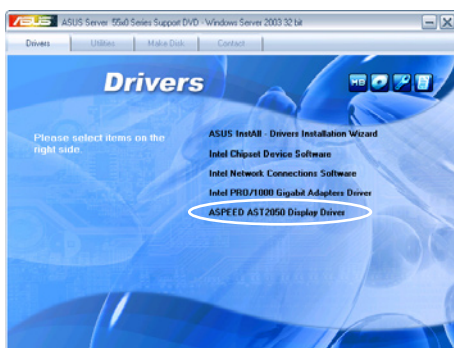 ASUS ASUS Server 55x0 Series Support DVD - Windows Server 2003 32 bit
Drivers Utilities Make Disk Contact
Drivers
Please select items on the
right side.
ASUS InstAll - Drivers Installation Wizard
Intel Chipset Device Software
Intel Network Connections Software
Intel PRO/1000 Gigabit Adapters Driver
ASPEED AST2050 Display Driver